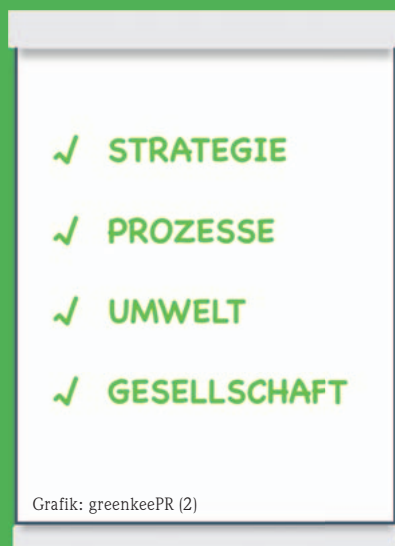 √ STRATEGIE
√ PROZESSE
√ UMWELT
√ GESELLSCHAFT
Grafik: greenkeePR (2)